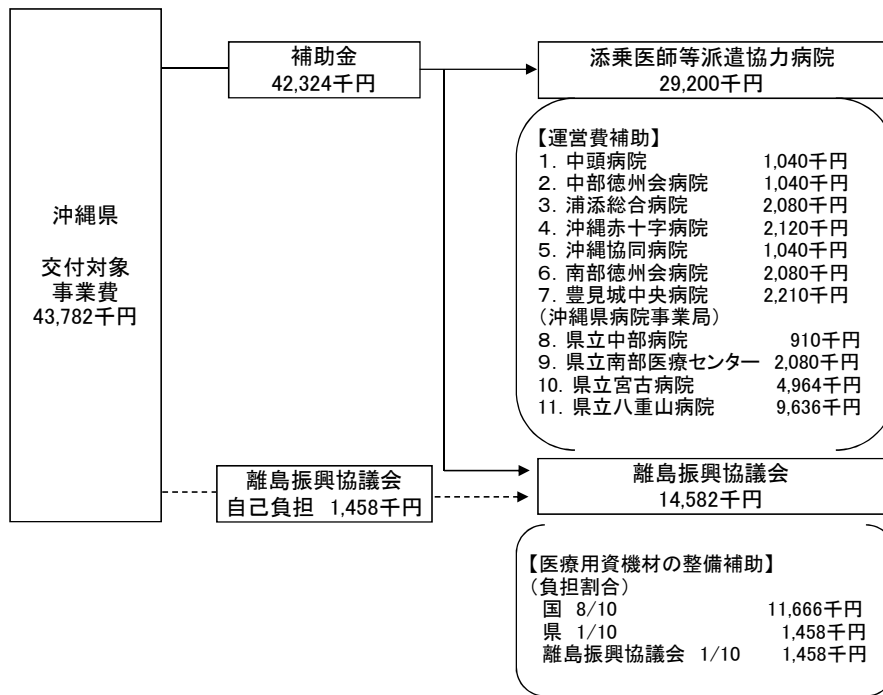 沖縄県
交付対象
事業費
43,782千円
補助金
42,324千円
添乗医師等派遣協力病院
29,200千円
【運営費補助】
1. 中頭病院 1,040千円
2. 中部徳州会病院 1,040千円
3. 浦添総合病院 2,080千円
4. 沖縄赤十字病院 2,120千円
5. 沖縄協同病院 1,040千円
6. 南部徳州会病院 2,080千円
7. 豊見城中央病院 2,210千円
(沖縄県病院事業局)
8. 県立中部病院 910千円
9. 県立南部医療センター 2,080千円
10. 県立宮古病院 4,964千円
11. 県立八重山病院 9,636千円
離島振興協議会
自己負担 1,458千円
離島振興協議会
14,582千円
【医療用資機材の整備補助】
(負担割合)
国 8/10 11,666千円
県 1/10 1,458千円
離島振興協議会 1/10 1,458千円